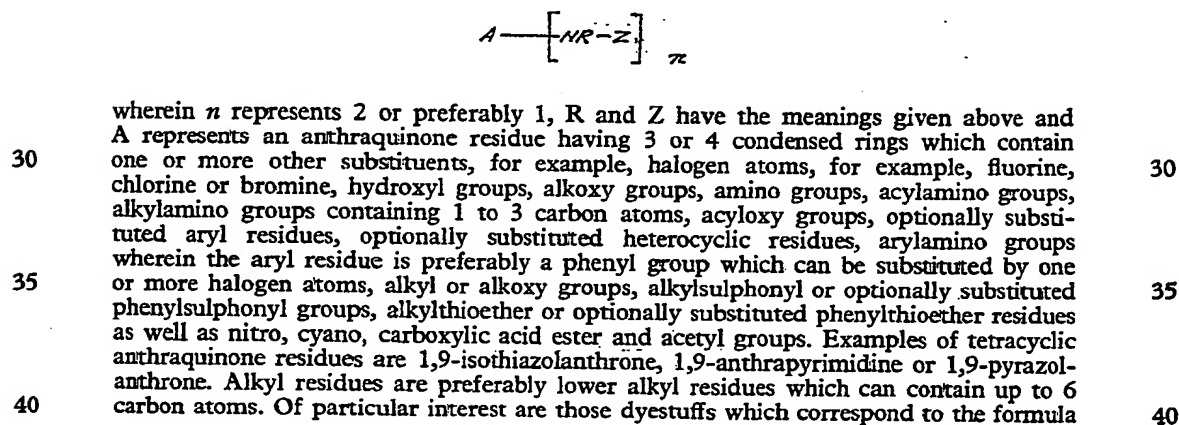 A—[NR-Z]n
wherein n represents 2 or preferably 1, R and Z have the meanings given above and
A represents an anthraquinone residue having 3 or 4 condensed rings which contain
30 one or more other substituents, for example, halogen atoms, for example, fluorine, 30
chlorine or bromine, hydroxyl groups, alkoxy groups, amino groups, acylamino groups,
alkylamino groups containing 1 to 3 carbon atoms, acyloxy groups, optionally substi-
tuted aryl residues, optionally substituted heterocyclic residues, arylamino groups
wherein the aryl residue is preferably a phenyl group which can be substituted by one
35 or more halogen atoms, alkyl or alkoxy groups, alkylsulphonyl or optionally substituted 35
phenylsulphonyl groups, alkylthioether or optionally substituted phenylthioether residues
as well as nitro, cyano, carboxylic acid ester and acetyl groups. Examples of tetracyclic
anthraquinone residues are 1,9-isothiazolanthrone, 1,9-anthrapyrimidine or 1,9-pyrazol-
anthrone. Alkyl residues are preferably lower alkyl residues which can contain up to 6
40 carbon atoms. Of particular interest are those dyestuffs which correspond to the formula 40